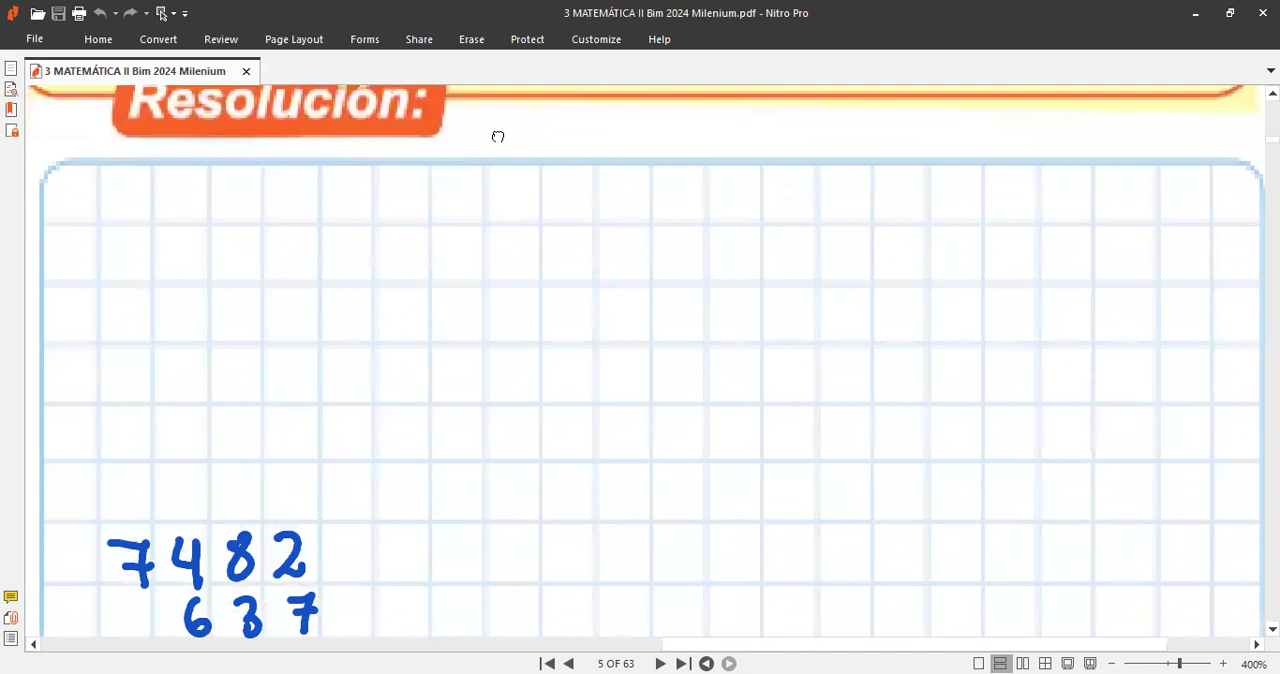 3 MATEMÁTICA II Bim 2024 Milenium.pdf - Nitro Pro
File Home Convert Review Page Layout Forms Share Erase Protect Customize Help
3 MATEMÁTICA II Bim 2024 Milenium
Resolución:
7482
637
5 OF 63
400%